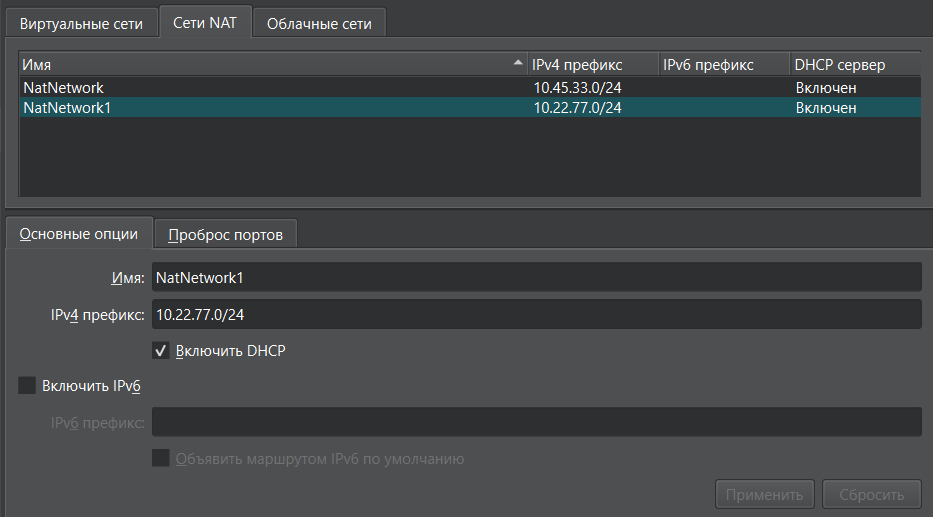 Виртуальные сети Сети NAT Облачные сети
Имя IPv4 префикс IPv6 префикс DHCP сервер
NatNetwork 10.45.33.0/24 Включен
NatNetwork1 10.22.77.0/24 Включен
Основные опции Проброс портов
Имя: NatNetwork1
IPv4 префикс: 10.22.77.0/24
Включить DHCP
Включить IPv6
IPv6 префикс:
Объявить маршрутом IPv6 по умолчанию
Применить Сбросить